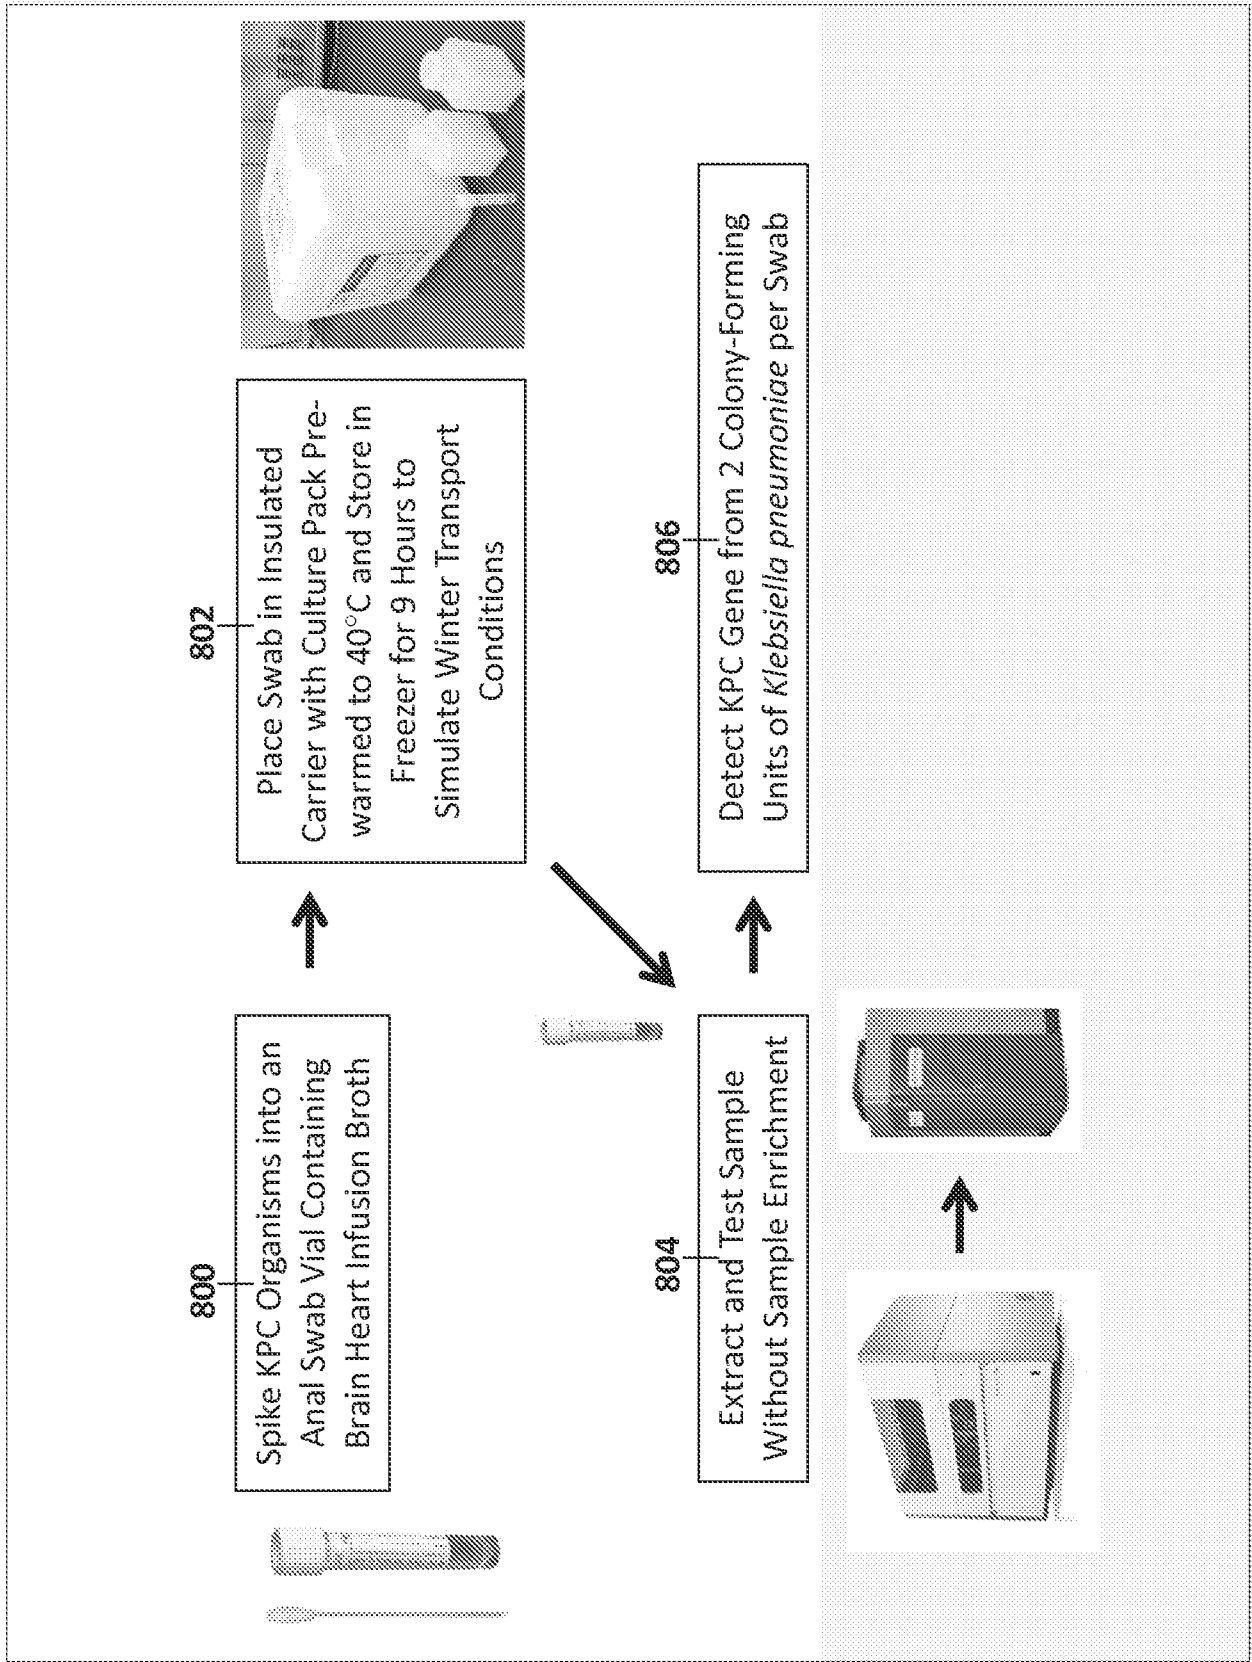 800
Spike KPC Organisms into an
Anal Swab Vial Containing
Brain Heart Infusion Broth
802
Place Swab in Insulated
Carrier with Culture Pack Pre-
warmed to 40°C and Store in
Freezer for 9 Hours to
Simulate Winter Transport
Conditions
804
Extract and Test Sample
Without Sample Enrichment
806
Detect KPC Gene from 2 Colony-Forming
Units of Klebsiella pneumoniae per Swab